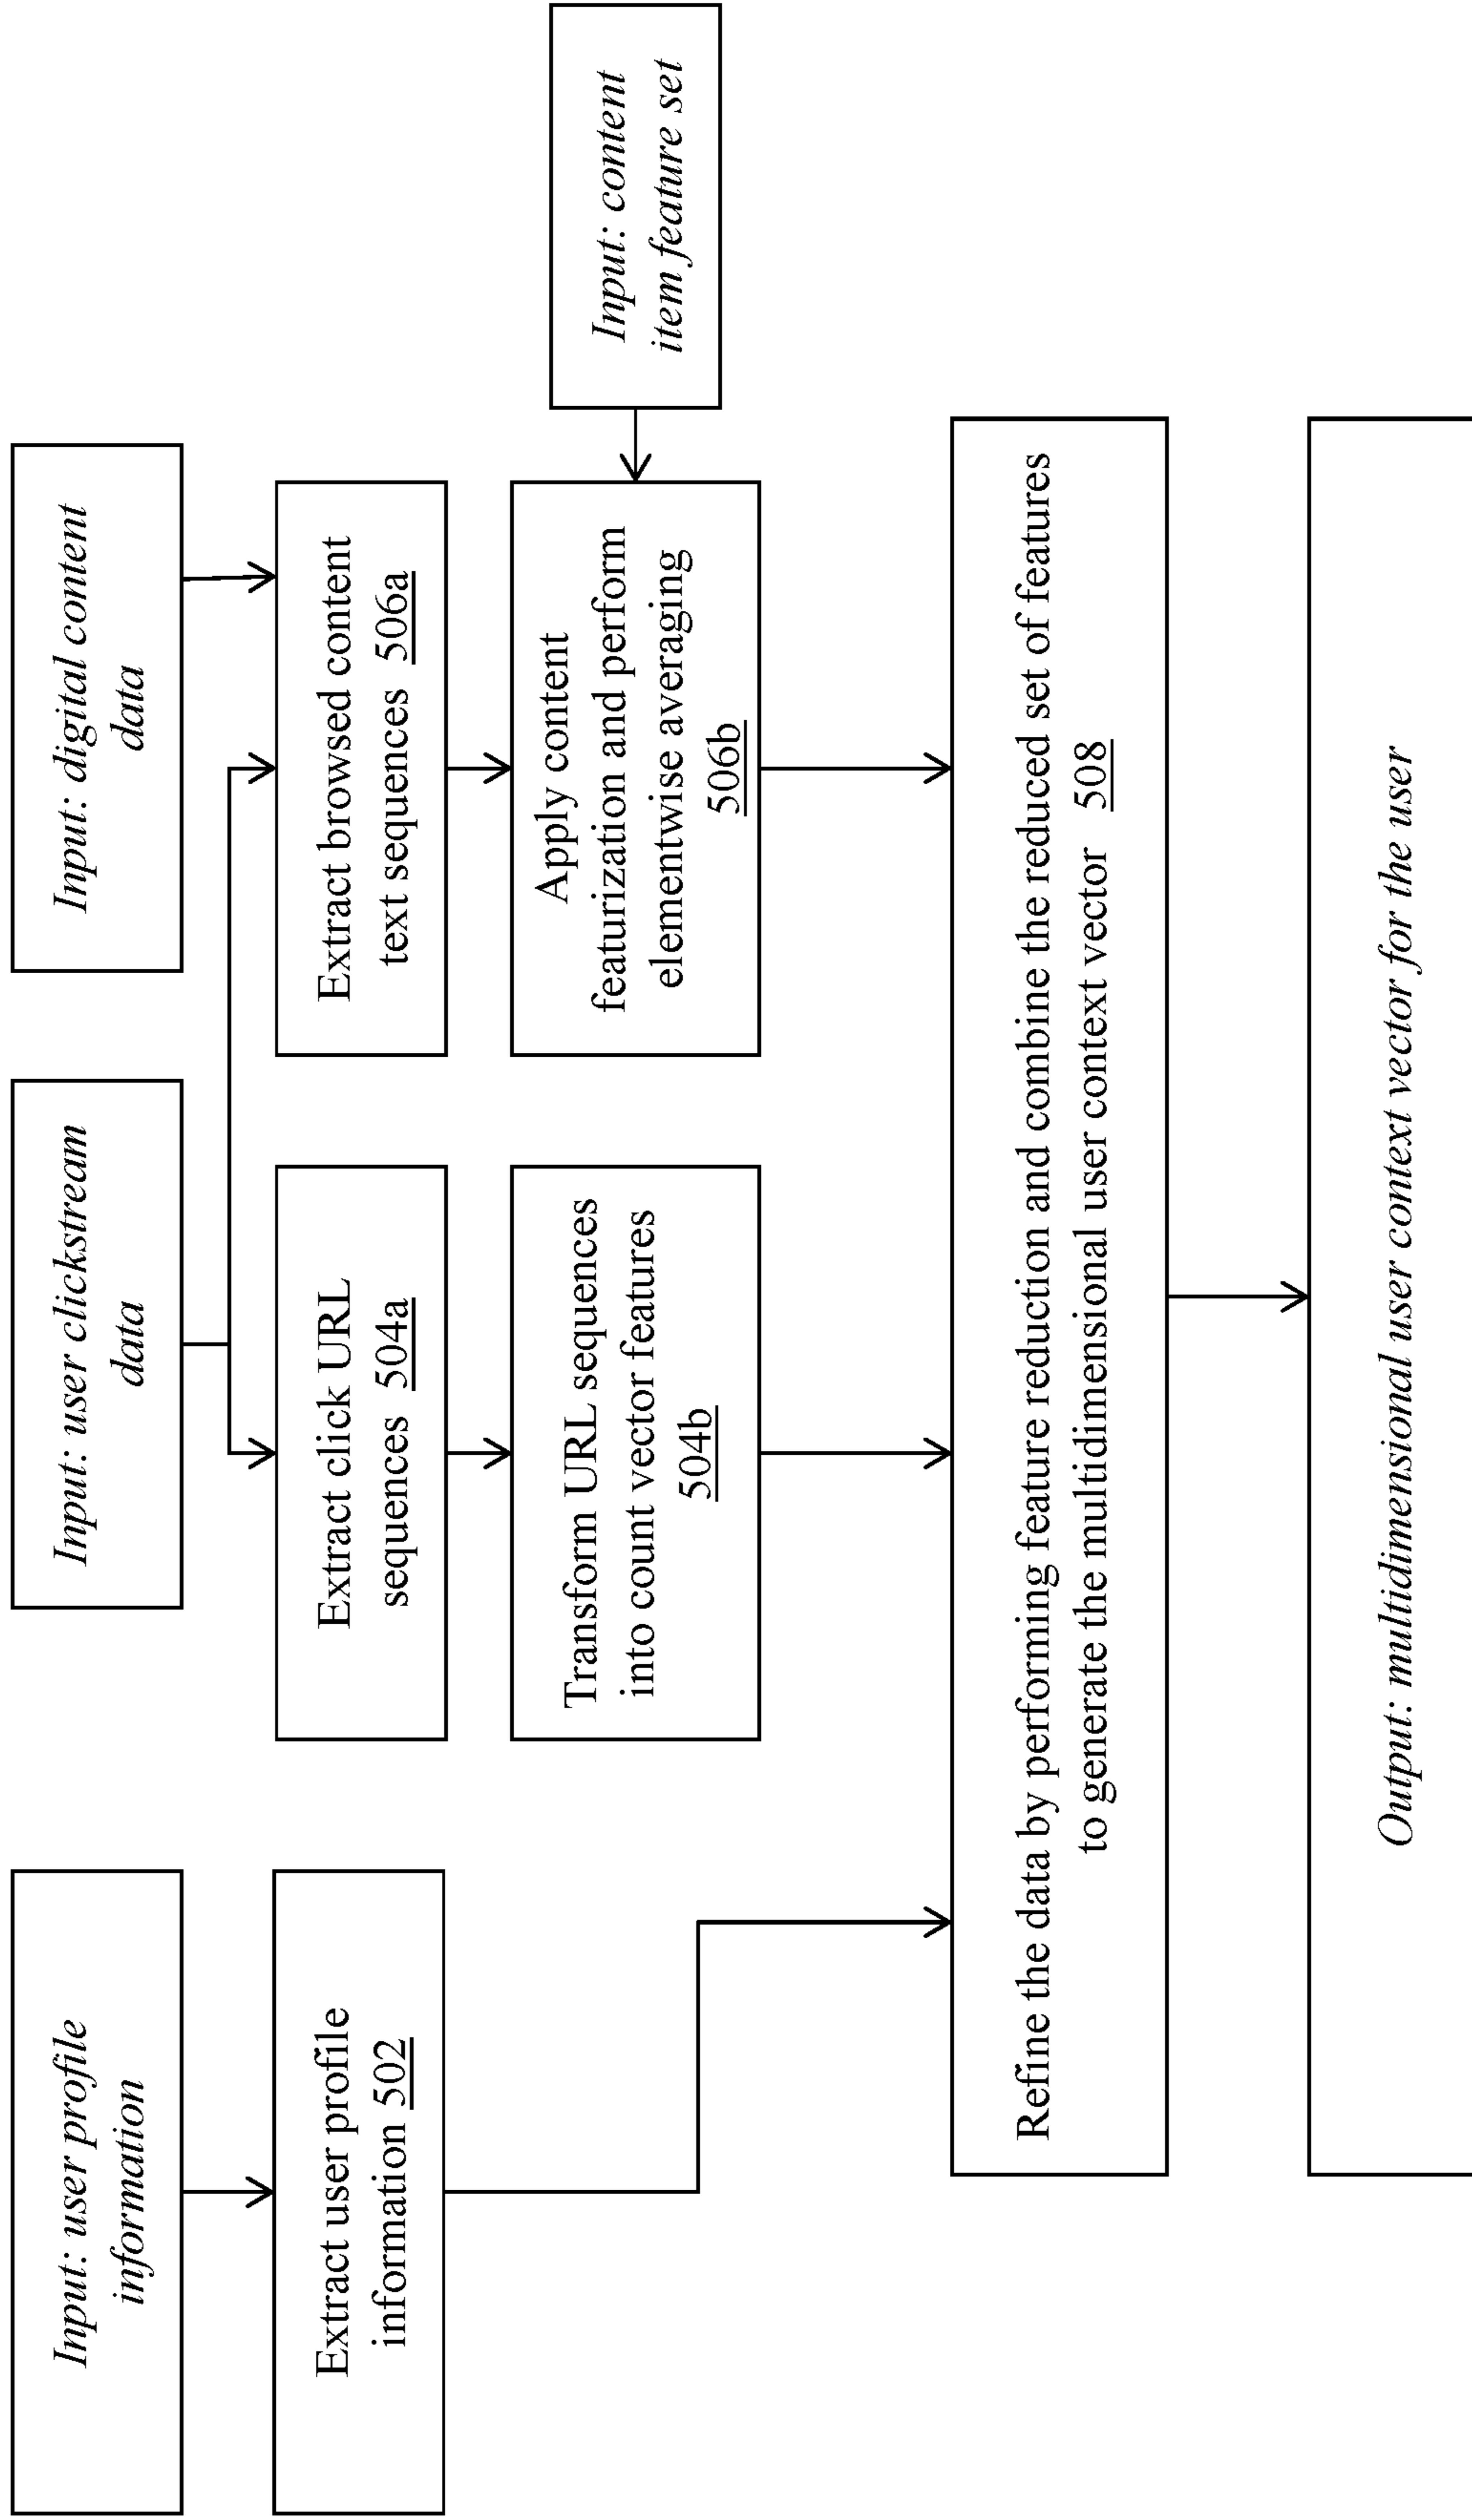 Input: user profile
information
Input: user clickstream
data
Input: digital content
data
Extract user profile
information 502
Extract click URL
sequences 504a
Extract browsed content
text sequences 506a
Transform URL sequences
into count vector features
504b
Apply content
featurization and perform
elementwise averaging
506b
Input: content
item feature set
Refine the data by performing feature reduction and combine the reduced set of features
to generate the multidimensional user context vector 508
Output: multidimensional user context vector for the user